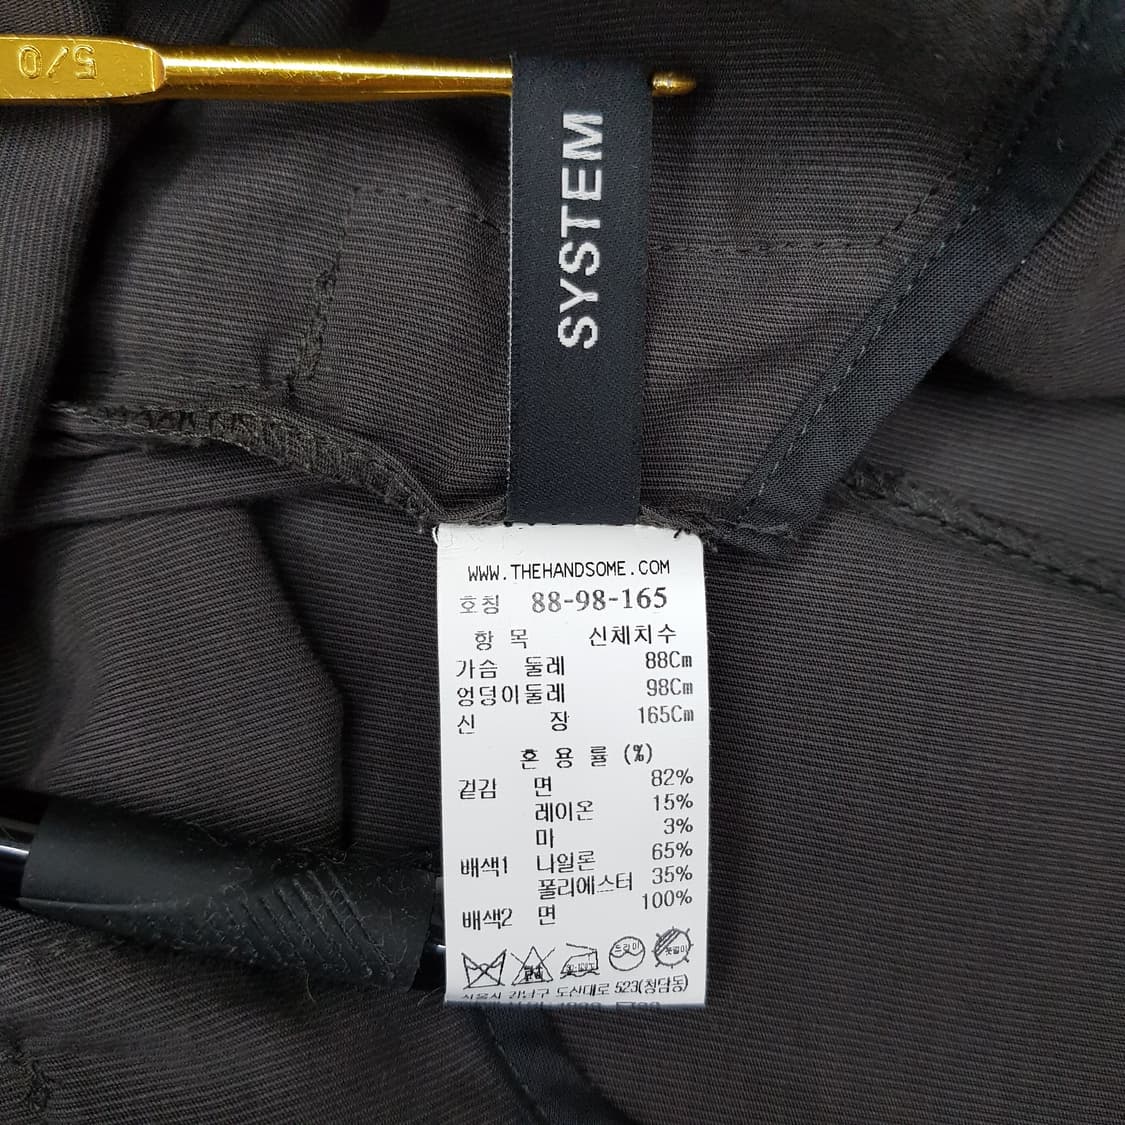 5/0
SYSTEM
WWW.THEHANDSOME.COM
호칭 88-98-165
항 목 신체치수
가슴 둘레 88Cm
엉덩이둘레 98Cm
신 장 165Cm
혼 용 률 (%)
겉감 면 82%
레이온 15%
마 3%
배색1 나일론 65%
폴리에스터 35%
배색2 면 100%
서울시 강남구 도산대로 523(청담동)